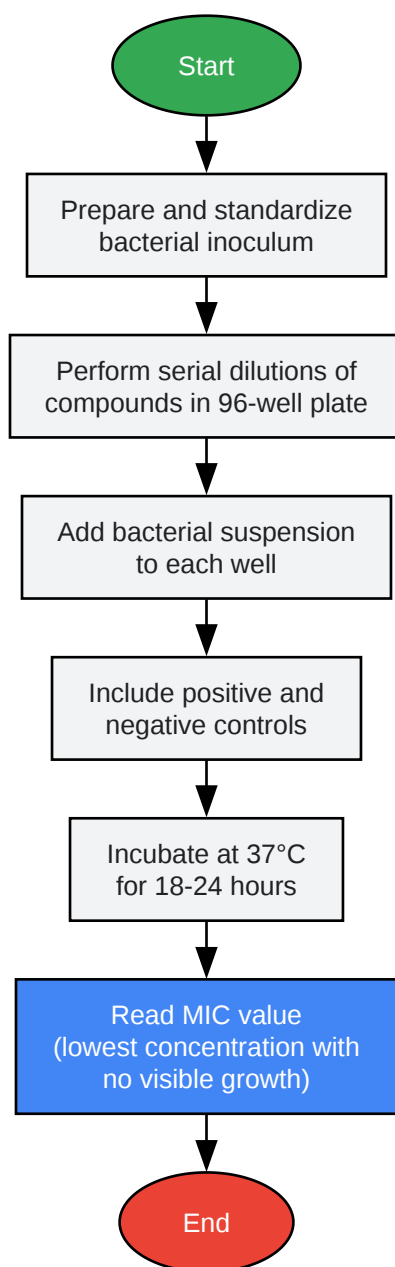 Start
Prepare and standardize
bacterial inoculum
Perform serial dilutions of
compounds in 96-well plate
Add bacterial suspension
to each well
Include positive and
negative controls
Incubate at 37°C
for 18-24 hours
Read MIC value
(lowest concentration with
no visible growth)
End